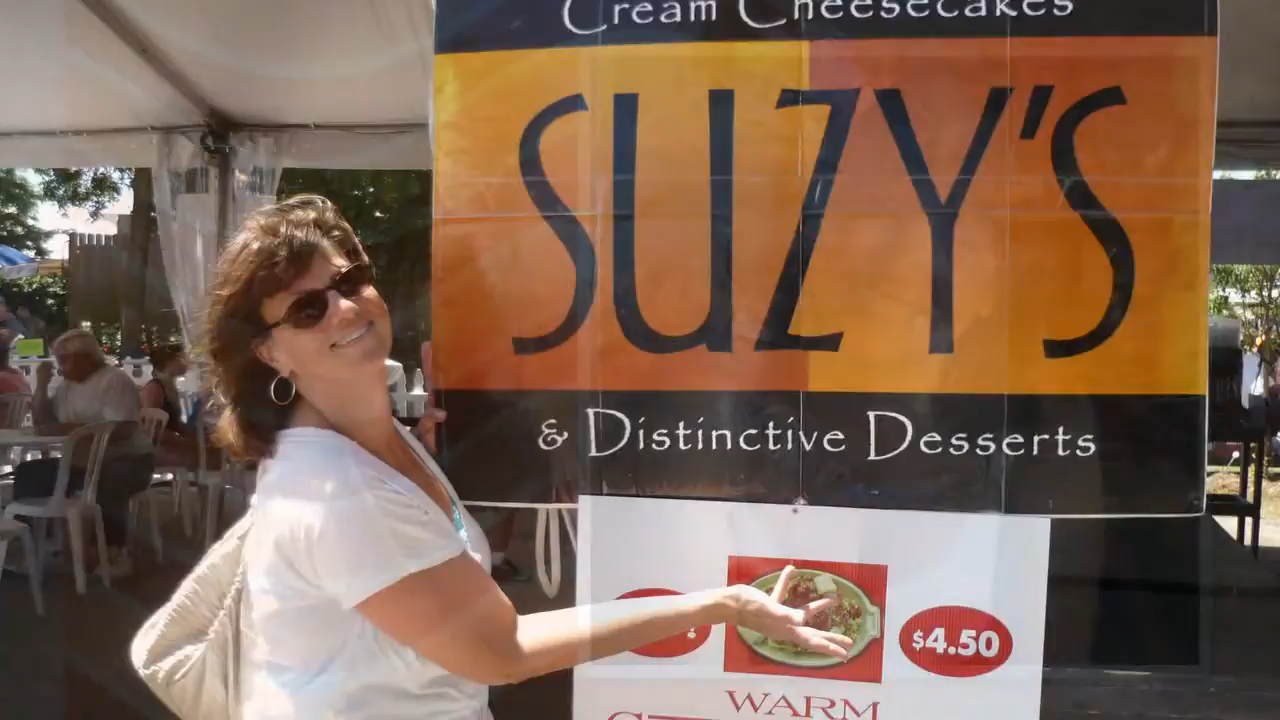 Cream Cheesecakes
SUZY'S
& Distinctive Desserts
!
$4.50
WARM